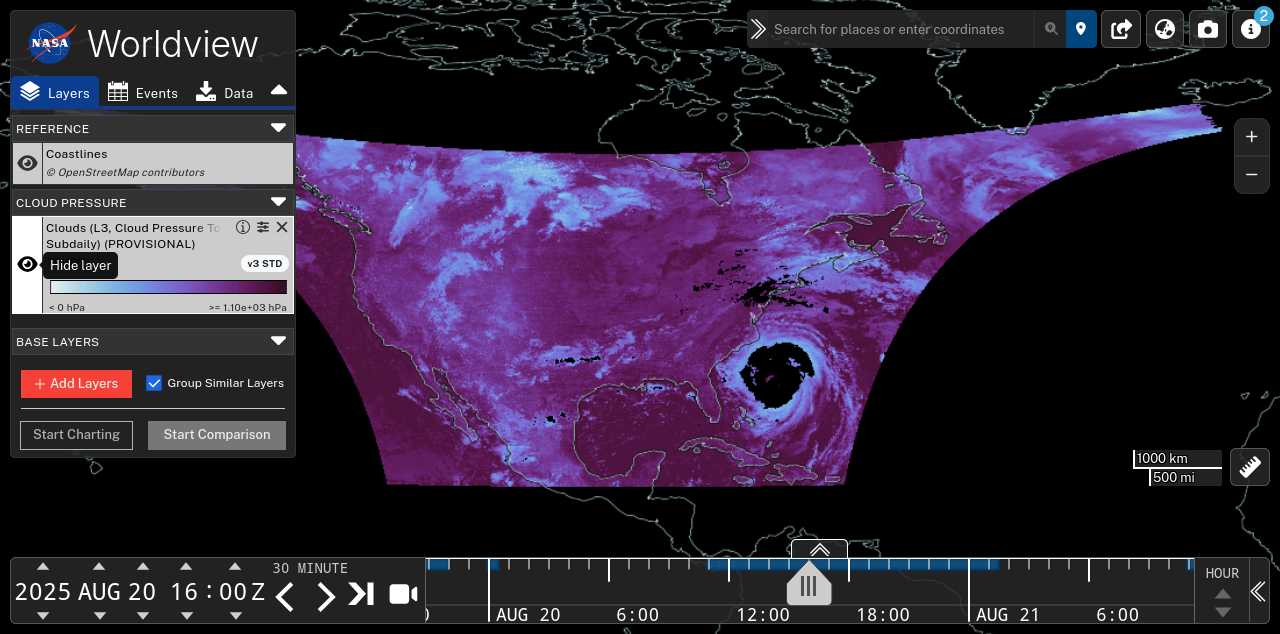 NASA
Worldview
Layers
Events
Data
REFERENCE
Coastlines
© OpenStreetMap contributors
CLOUD PRESSURE
Clouds (L3, Cloud Pressure To
Subdaily) (PROVISIONAL)
Hide layer
v3 STD
< 0 hPa
>= 1.10e+03 hPa
BASE LAYERS
+ Add Layers
Group Similar Layers
Start Charting
Start Comparison
Search for places or enter coordinates
2
+
−
1000 km
500 mi
2025 AUG 20 16 : 00 Z
30 MINUTE
AUG 20
6:00
12:00
18:00
AUG 21
6:00
HOUR